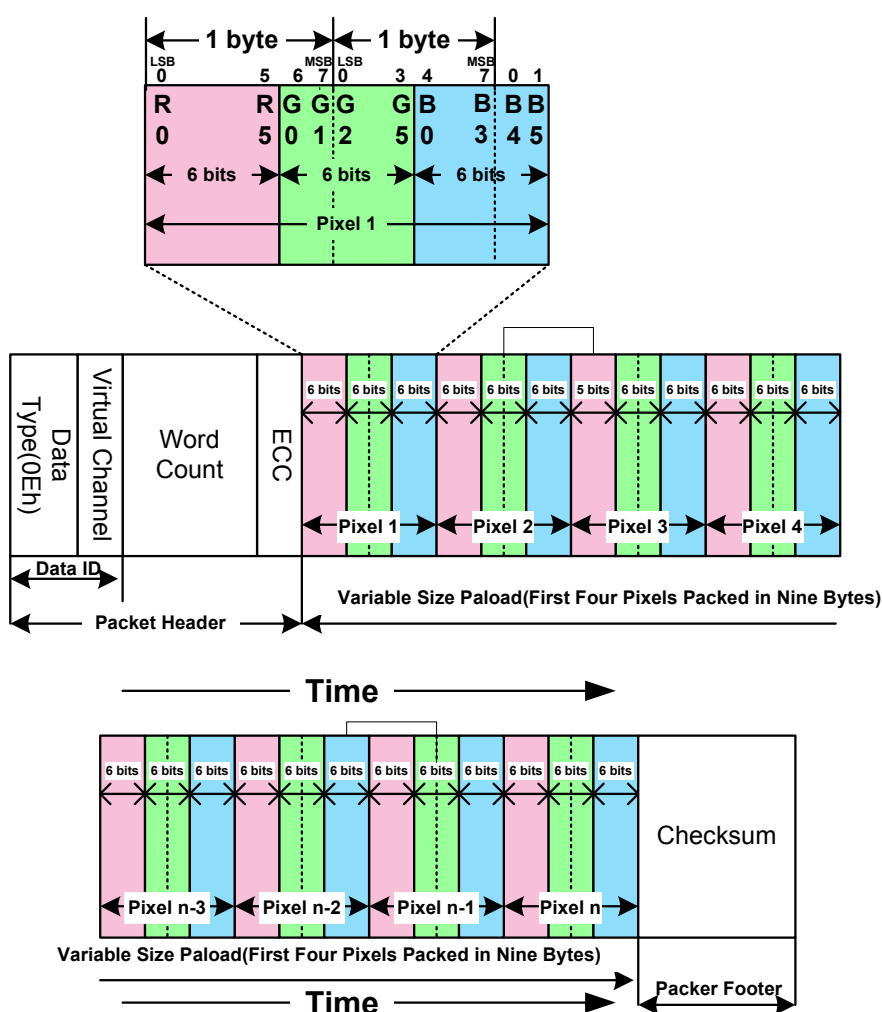 1 byte 1 byte
LSB MSB LSB MSB
0 5 6 7 0 3 4 7 0 1
R R G G G G B B B B
0 5 0 1 2 5 0 3 4 5
6 bits 6 bits 6 bits
Pixel 1
Data Type(0Eh)
Virtual Channel
Word Count
ECC
6 bits 6 bits 6 bits 6 bits 6 bits 6 bits 5 bits 6 bits 6 bits 6 bits 6 bits 6 bits
Pixel 1 Pixel 2 Pixel 3 Pixel 4
Data ID
Variable Size Paload(First Four Pixels Packed in Nine Bytes)
Packet Header
Time
6 bits 6 bits 6 bits 6 bits 6 bits 6 bits 6 bits 6 bits 6 bits 6 bits 6 bits 6 bits
Checksum
Pixel n-3 Pixel n-2 Pixel n-1 Pixel n
Variable Size Paload(First Four Pixels Packed in Nine Bytes)
Packer Footer
Time